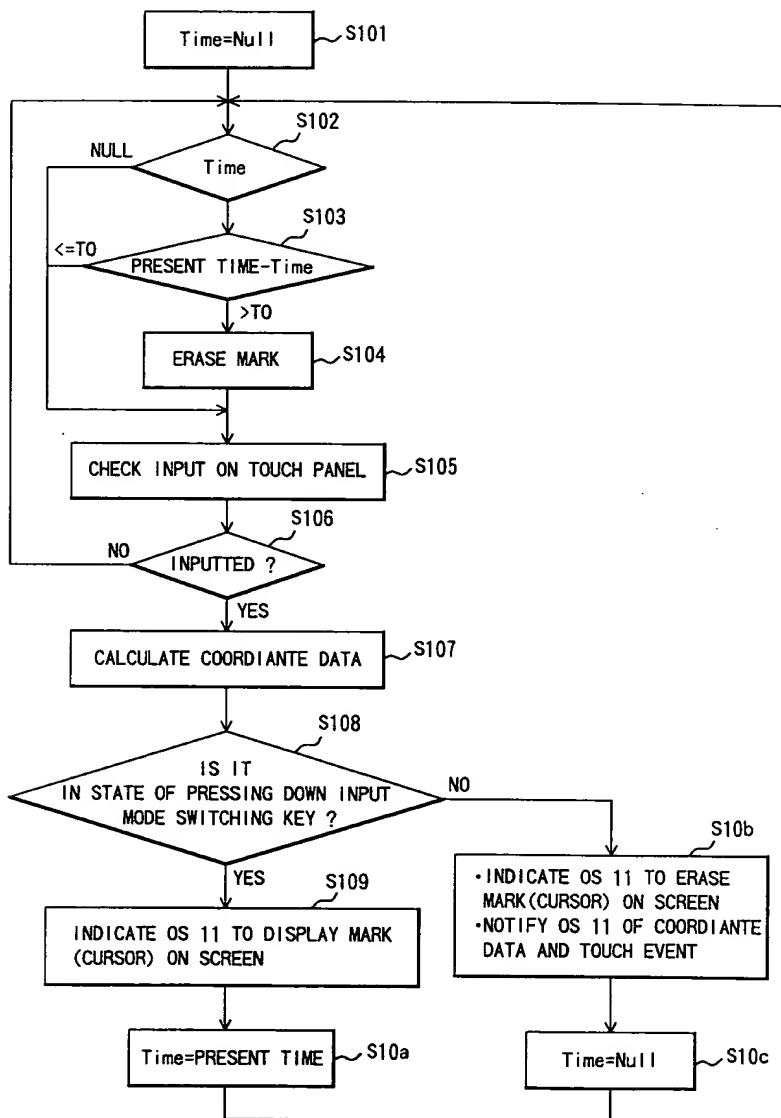 Time=Null
S101
S102
NULL
Time
S103
<=TO
PRESENT TIME-Time
>TO
ERASE MARK
S104
CHECK INPUT ON TOUCH PANEL
S105
S106
NO
INPUTTED ?
YES
CALCULATE COORDIANTE DATA
S107
S108
IS IT
IN STATE OF PRESSING DOWN INPUT
MODE SWITCHING KEY ?
NO
YES
S109
INDICATE OS 11 TO DISPLAY MARK
(CURSOR) ON SCREEN
S10b
•INDICATE OS 11 TO ERASE
MARK(CURSOR) ON SCREEN
•NOTIFY OS 11 OF COORDIANTE
DATA AND TOUCH EVENT
Time=PRESENT TIME
S10a
Time=Null
S10c